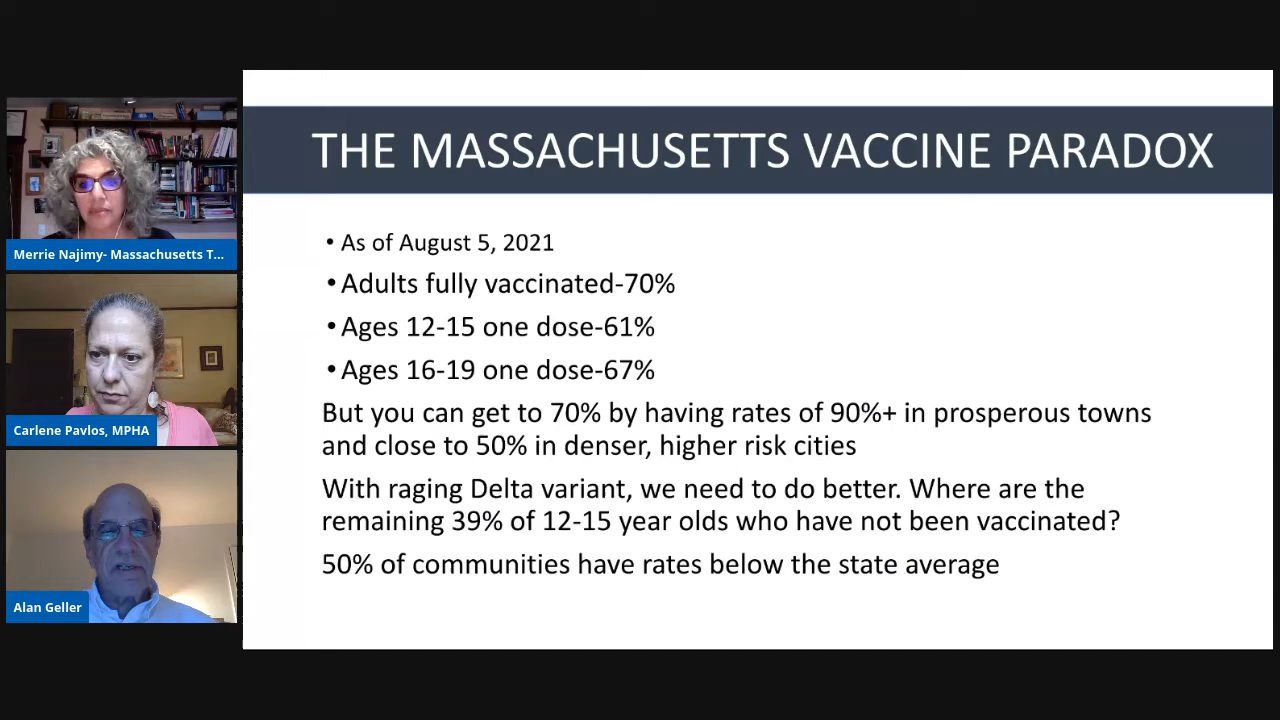 THE MASSACHUSETTS VACCINE PARADOX
• As of August 5, 2021
• Adults fully vaccinated-70%
• Ages 12-15 one dose-61%
• Ages 16-19 one dose-67%
But you can get to 70% by having rates of 90%+ in prosperous towns
and close to 50% in denser, higher risk cities
With raging Delta variant, we need to do better. Where are the
remaining 39% of 12-15 year olds who have not been vaccinated?
50% of communities have rates below the state average
Merrie Najimy- Massachusetts T...
Carlene Pavlos, MPHA
Alan Geller